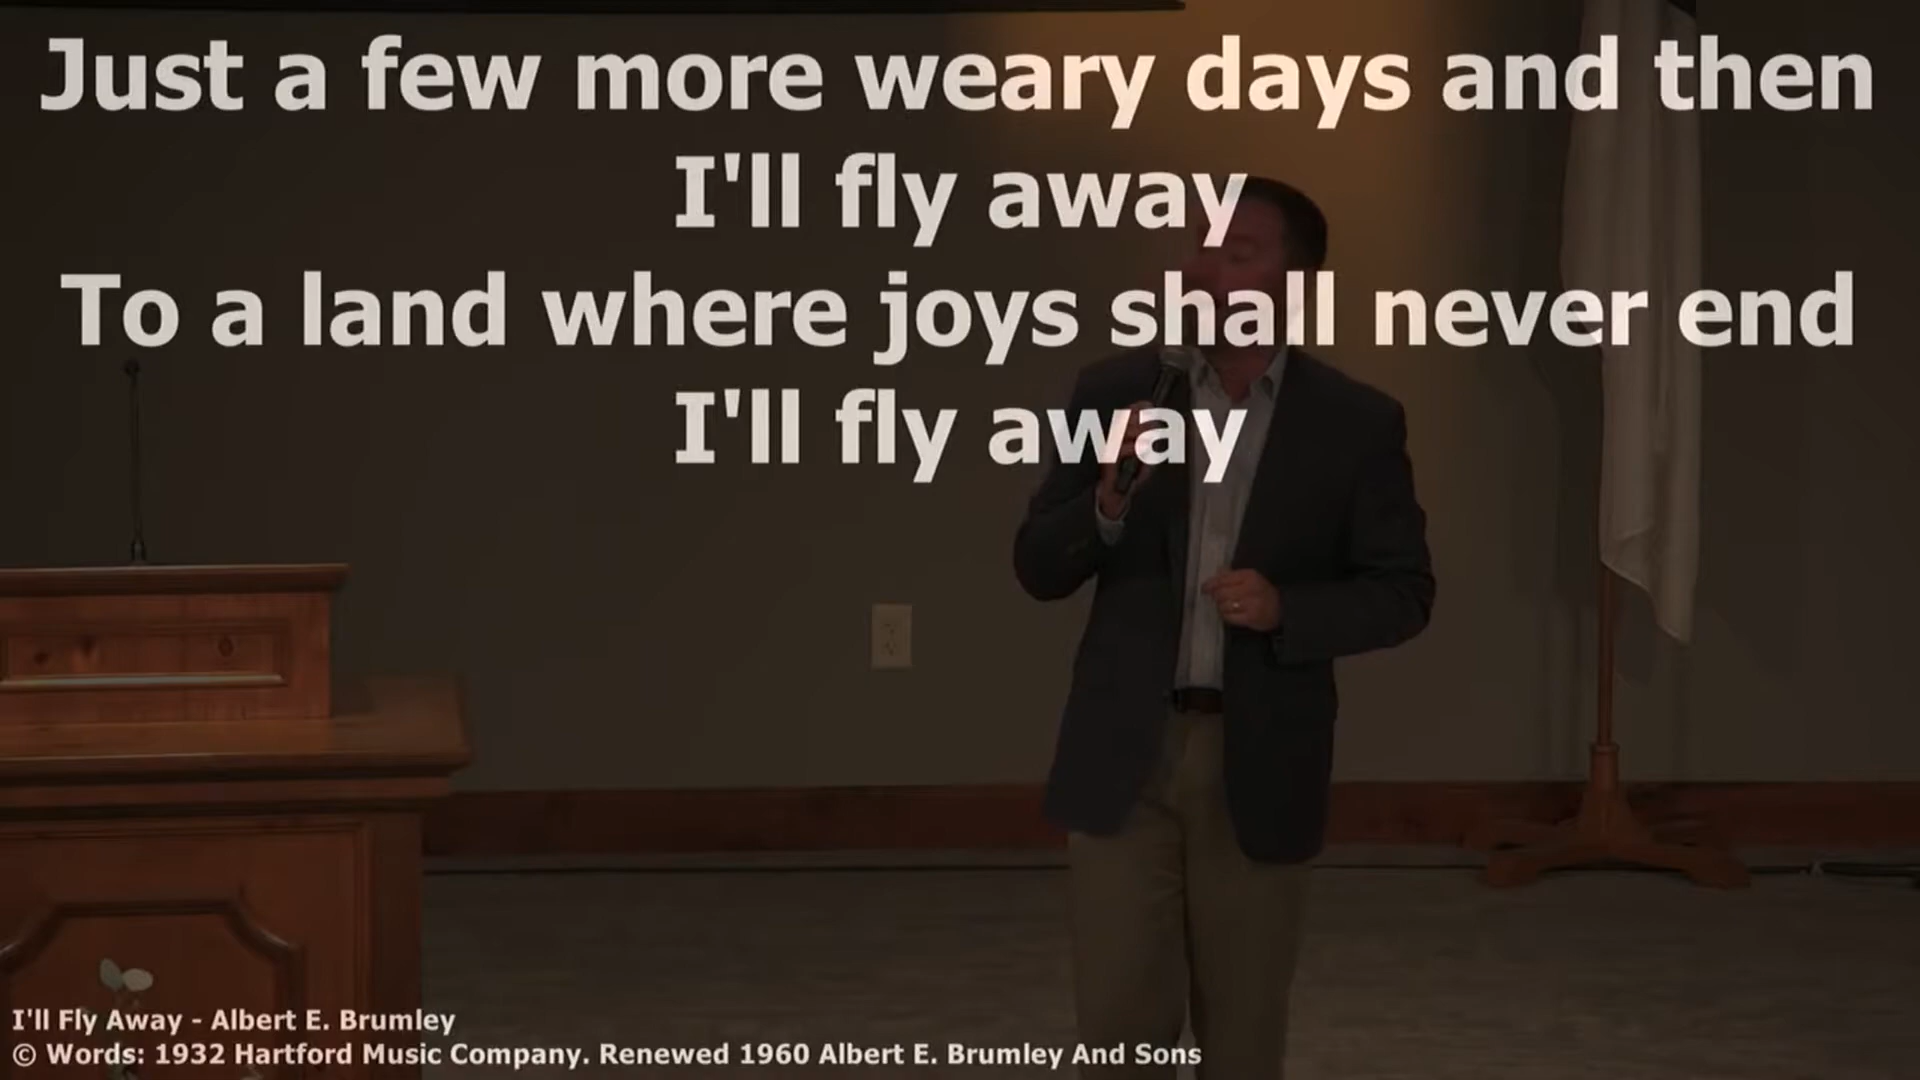 Just a few more weary days and then
I'll fly away
To a land where joys shall never end
I'll fly away
I'll Fly Away - Albert E. Brumley
© Words: 1932 Hartford Music Company. Renewed 1960 Albert E. Brumley And Sons